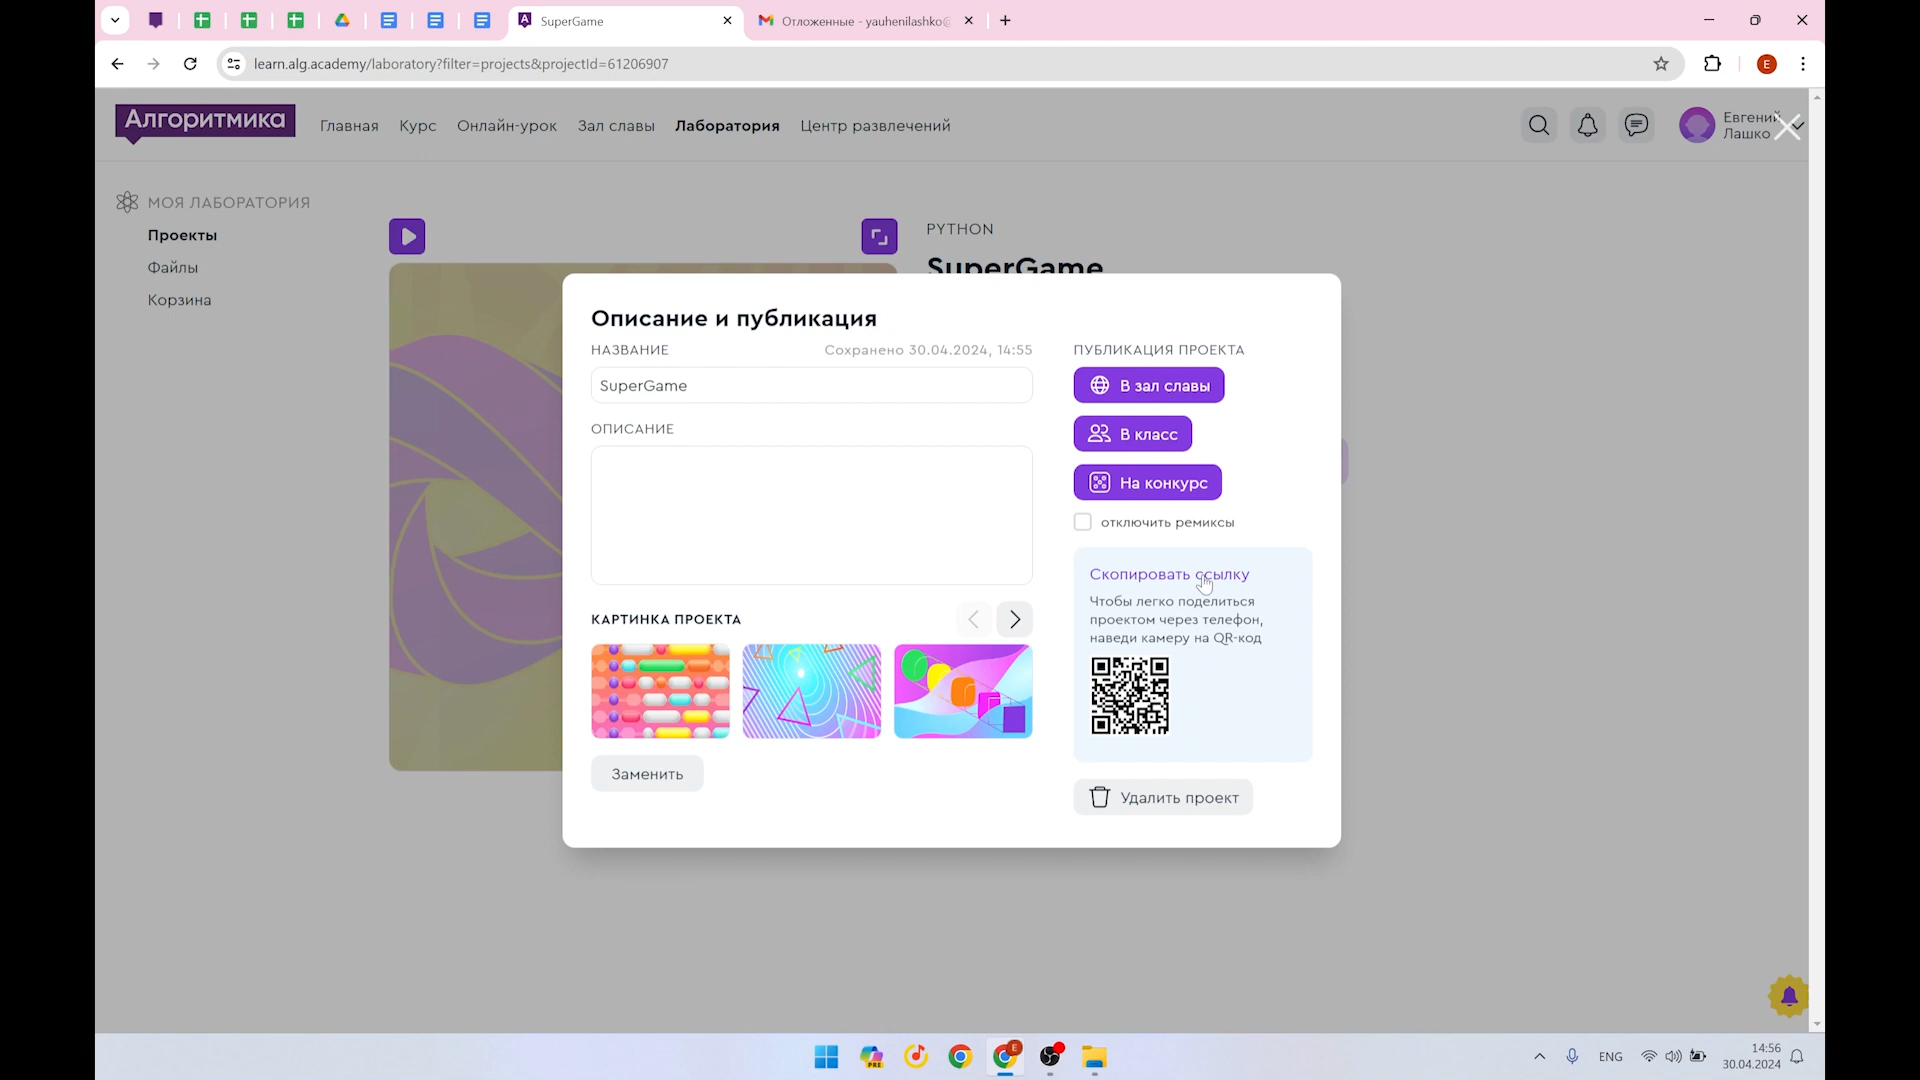 SuperGame
Отложенные - yauhenilashko@
learn.alg.academy/laboratory?filter=projects&projectId=61206907
Алгоритмика
Главная
Курс
Онлайн-урок
Зал славы
Лаборатория
Центр развлечений
Евгений
Лашко
МОЯ ЛАБОРАТОРИЯ
Проекты
Файлы
Корзина
PYTHON
SuperGame
Описание и публикация
НАЗВАНИЕ
Сохранено 30.04.2024, 14:55
SuperGame
ОПИСАНИЕ
КАРТИНКА ПРОЕКТА
Заменить
ПУБЛИКАЦИЯ ПРОЕКТА
В зал славы
В класс
На конкурс
отключить ремиксы
Скопировать ссылку
Чтобы легко поделиться
проектом через телефон,
наведи камеру на QR-код
Удалить проект
PRE
E
E
ENG
14:56
30.04.2024